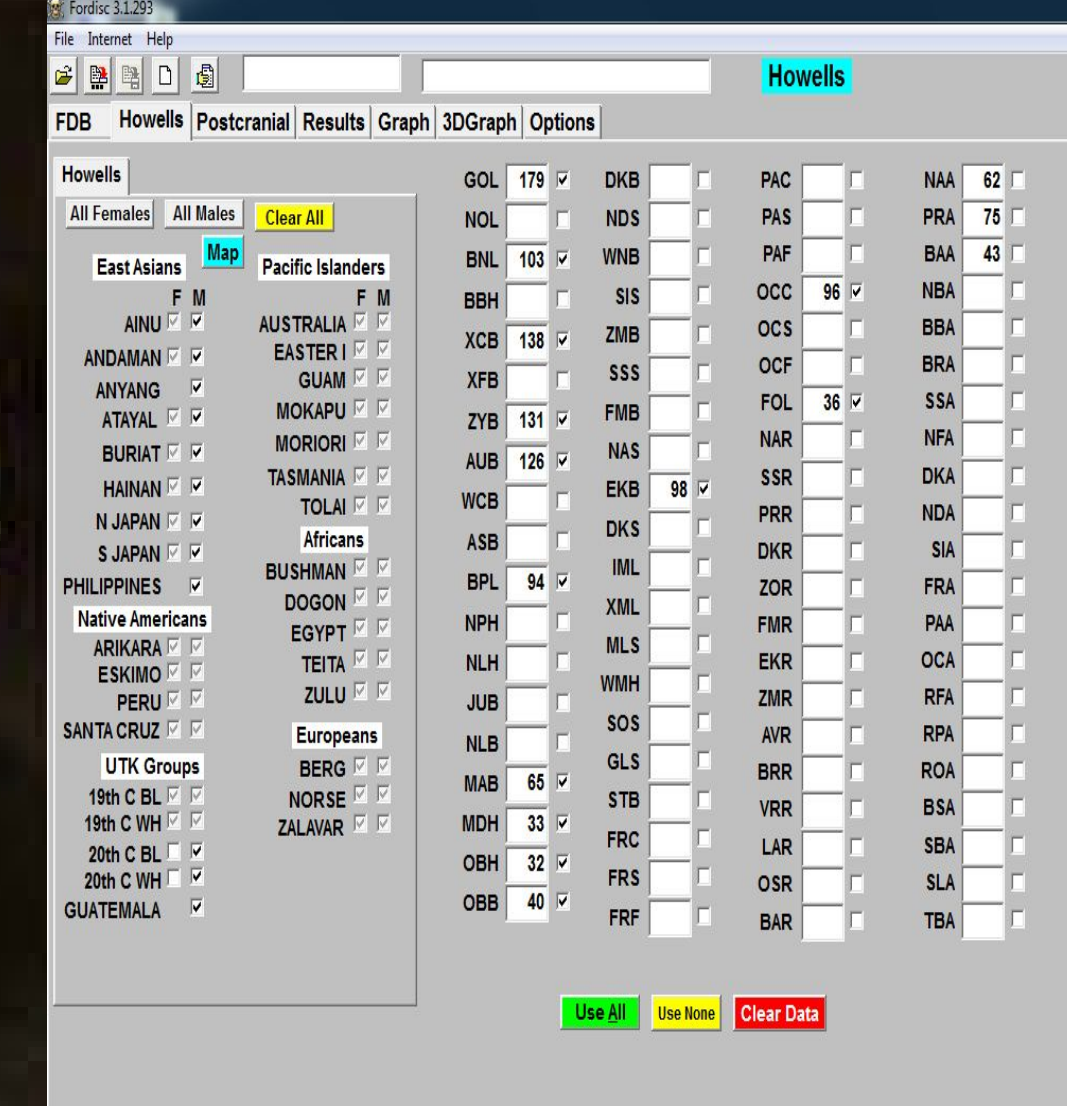 Fordisc 3.1.293
File Internet Help
Howells
FDB Howells Postcranial Results Graph 3DGraph Options
Howells
All Females All Males Clear All
Map
East Asians
F M
AINU
ANDAMAN
ANYANG
ATAYAL
BURIAT
HAINAN
N JAPAN
S JAPAN
PHILIPPINES
Native Americans
ARIKARA
ESKIMO
PERU
SANTA CRUZ
UTK Groups
19th C BL
19th C WH
20th C BL
20th C WH
GUATEMALA
Pacific Islanders
F M
AUSTRALIA
EASTER I
GUAM
MOKAPU
MORIORI
TASMANIA
TOLAI
Africans
BUSHMAN
DOGON
EGYPT
TEITA
ZULU
Europeans
BERG
NORSE
ZALAVAR
GOL 179
NOL
BNL 103
BBH
XCB 138
XFB
ZYB 131
AUB 126
WCB
ASB
BPL 94
NPH
NLH
JUB
NLB
MAB 65
MDH 33
OBH 32
OBB 40
DKB
NDS
WNB
SIS
ZMB
SSS
FMB
NAS
EKB 98
DKS
IML
XML
MLS
WMH
SOS
GLS
STB
FRC
FRS
FRF
PAC
PAS
PAF
OCC 96
OCS
OCF
FOL 36
NAR
SSR
PRR
DKR
ZOR
FMR
EKR
ZMR
AVR
BRR
VRR
LAR
OSR
BAR
NAA 62
PRA 75
BAA 43
NBA
BBA
BRA
SSA
NFA
DKA
NDA
SIA
FRA
PAA
OCA
RFA
RPA
ROA
BSA
SBA
SLA
TBA
Use All Use None Clear Data